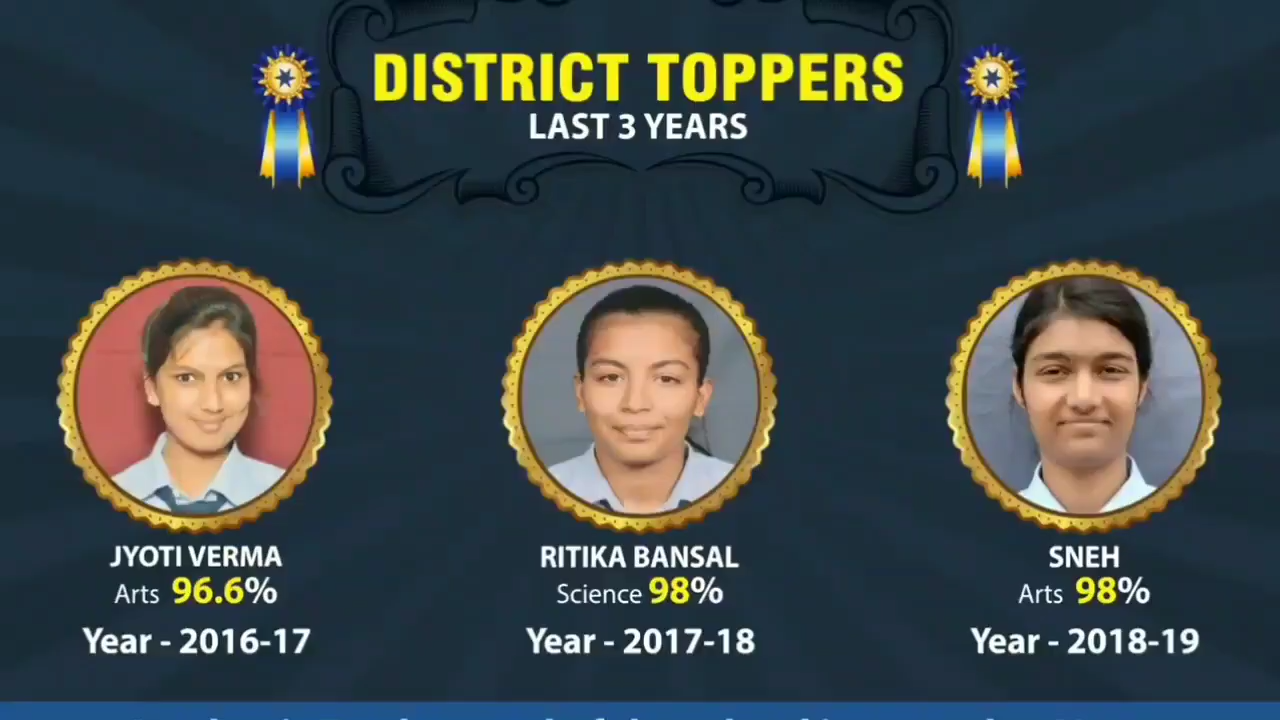 DISTRICT TOPPERS
LAST 3 YEARS
JYOTI VERMA
Arts 96.6%
Year - 2016-17
RITIKA BANSAL
Science 98%
Year - 2017-18
SNEH
Arts 98%
Year - 2018-19